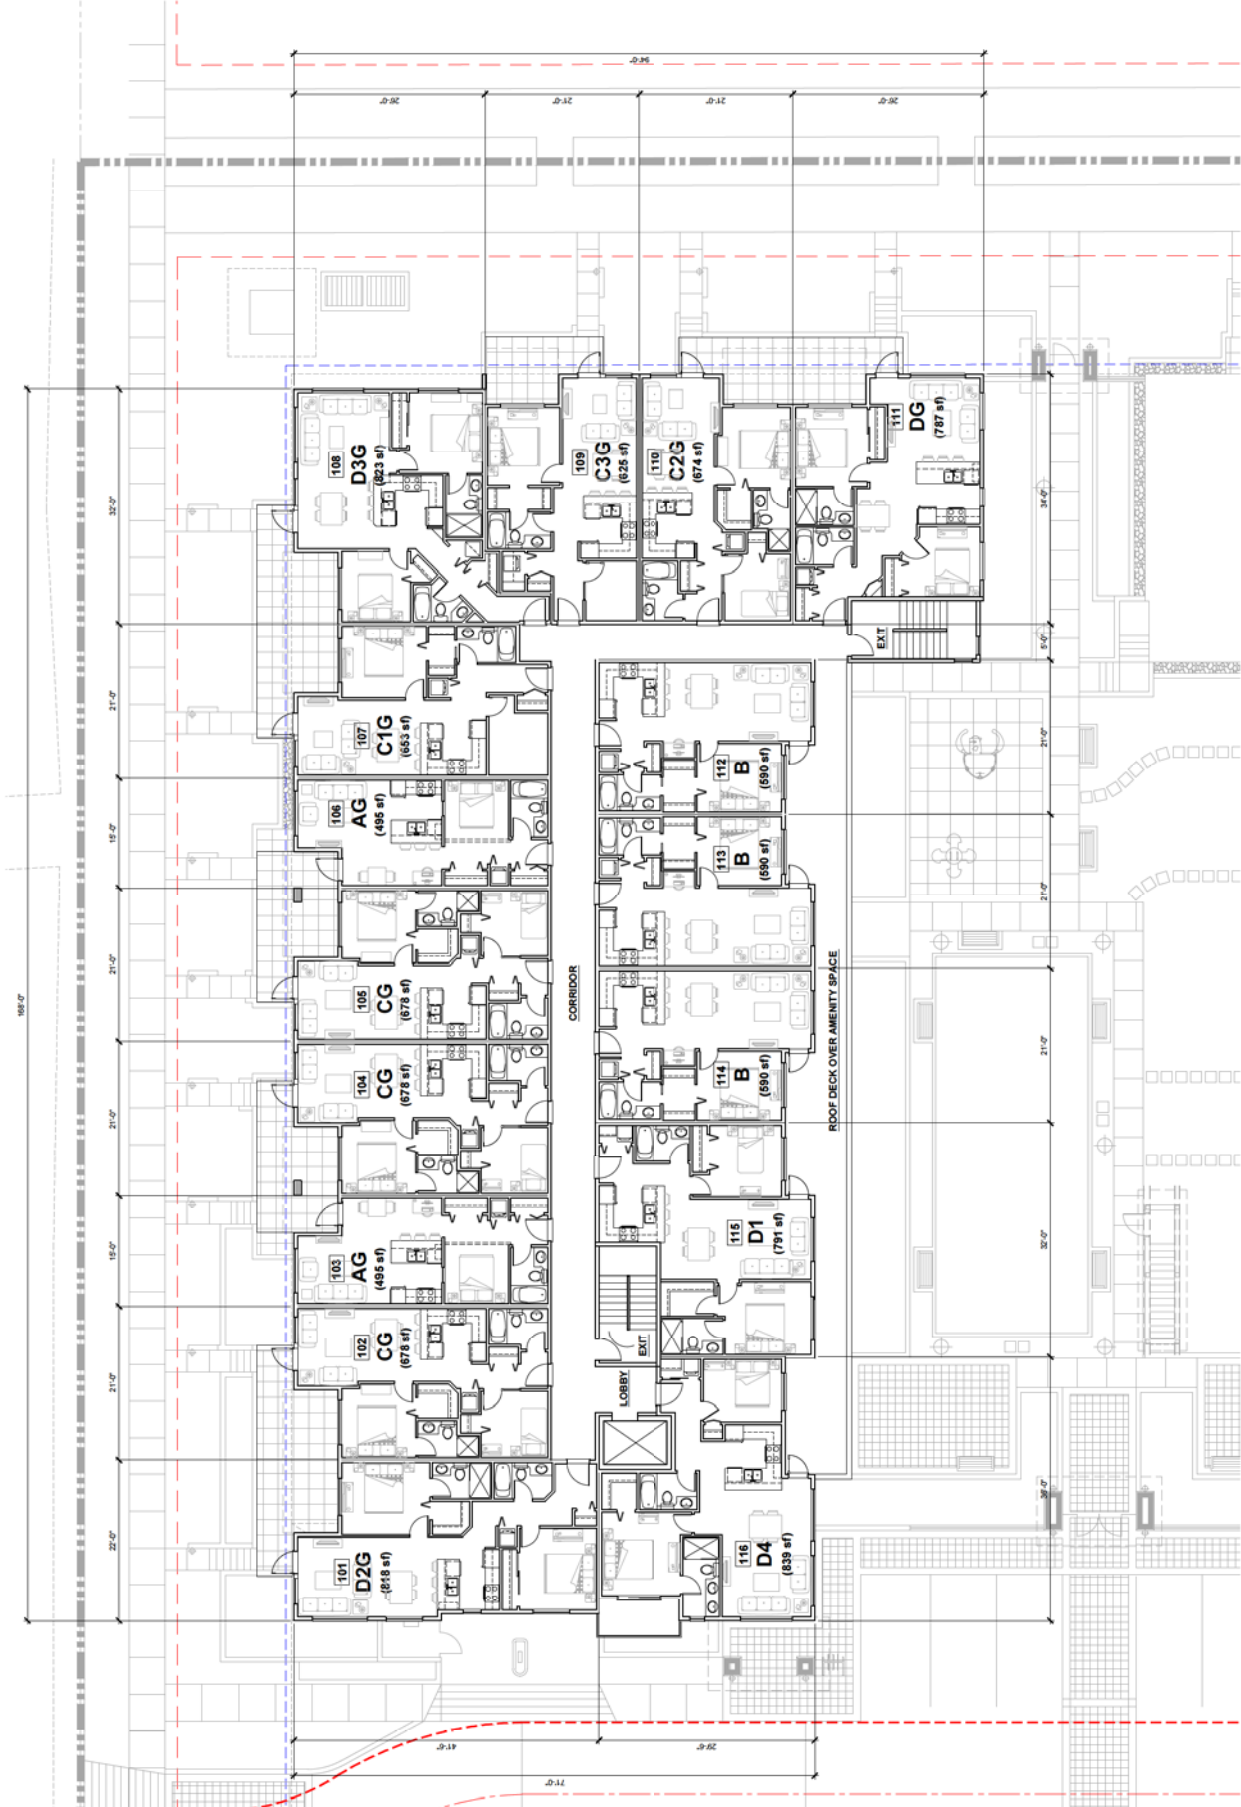 94'-0"
26'-0"
21'-0"
21'-0"
26'-0"
168'-0"
32'-0"
21'-0"
15'-0"
21'-0"
21'-0"
15'-0"
21'-0"
22'-0"
34'-0"
5'-0"
21'-0"
21'-0"
21'-0"
32'-0"
36'-0"
41'-6"
29'-6"
71'-0"
108
D3G
(823 sf)
109
C3G
(625 sf)
110
C2G
(674 sf)
111
DG
(787 sf)
EXIT
107
C1G
(653 sf)
106
AG
(495 sf)
105
CG
(678 sf)
104
CG
(678 sf)
103
AG
(495 sf)
102
CG
(678 sf)
101
D2G
(818 sf)
CORRIDOR
112
B
(590 sf)
113
B
(590 sf)
114
B
(590 sf)
115
D1
(791 sf)
EXIT
LOBBY
116
D4
(839 sf)
ROOF DECK OVER AMENITY SPACE